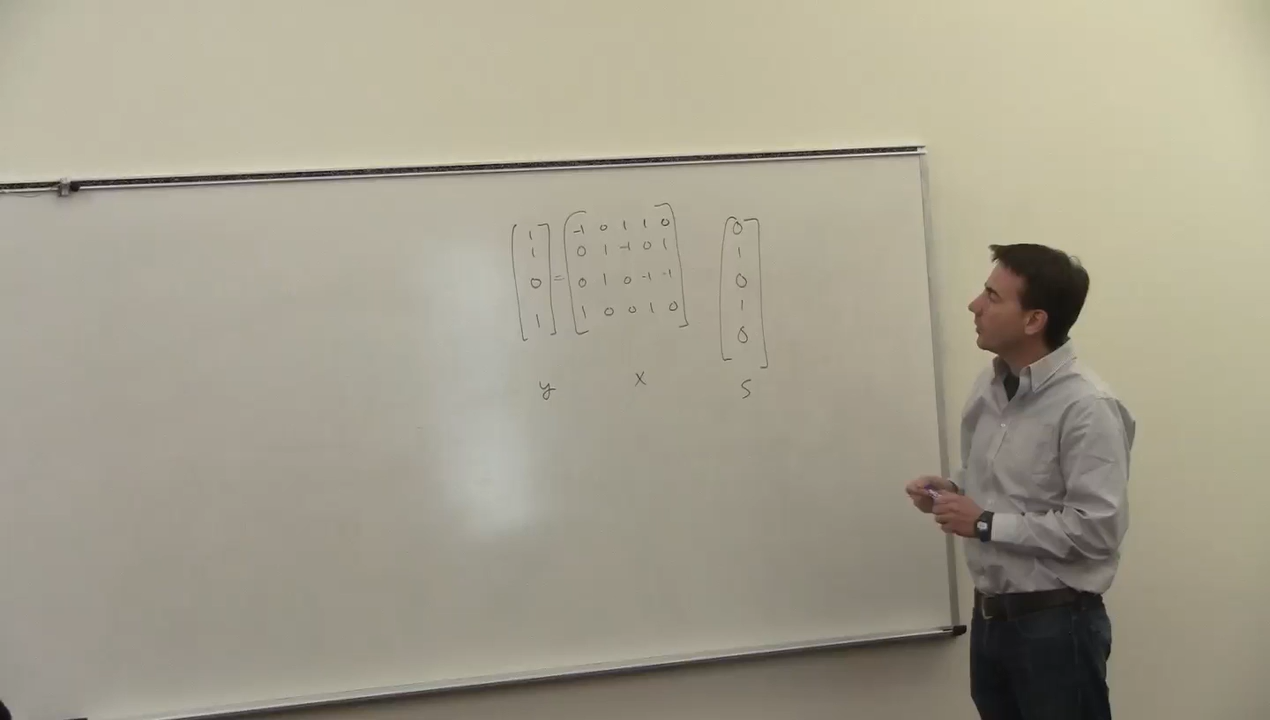 [1 1 0 1] = [-1 0 1 1 0
0 1 -1 0 1
0 1 0 -1 -1
1 0 0 1 0] [0 1 0 1 0]
y x s